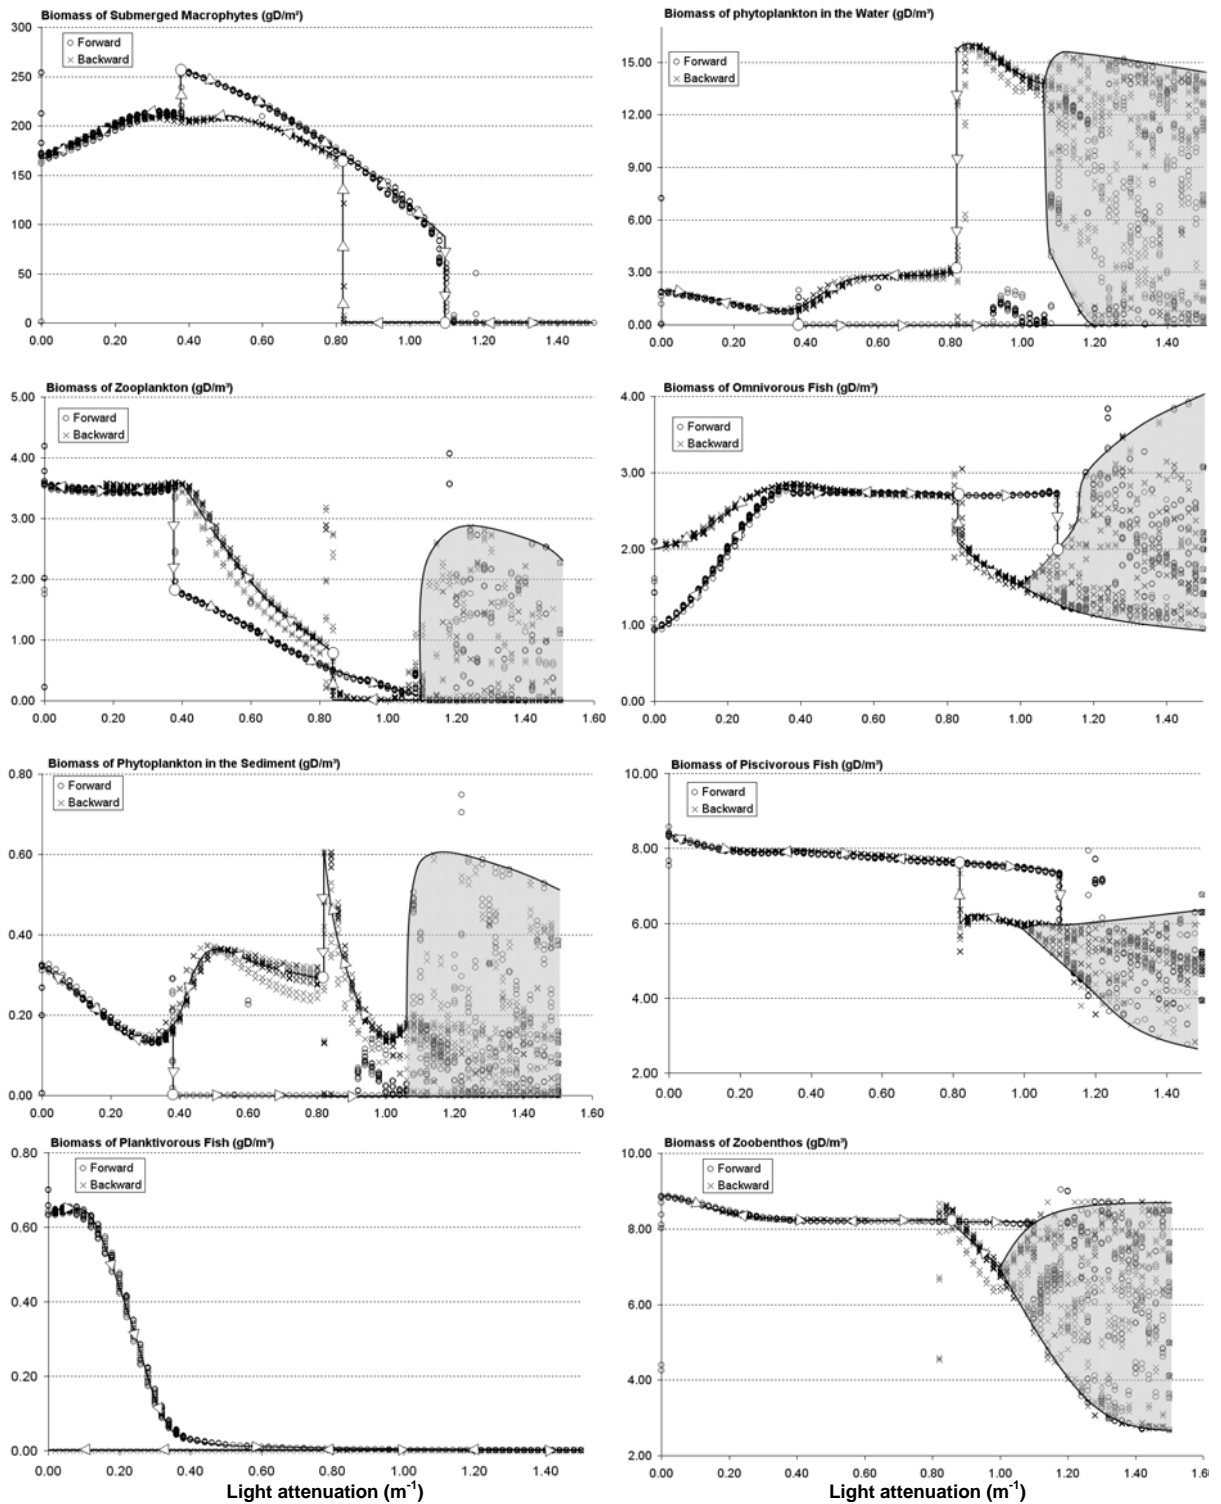 Biomass of Submerged Macrophytes (gD/m²)
300
250
200
150
100
50
0
0.00 0.20 0.40 0.60 0.80 1.00 1.20 1.40
○ Forward
× Backward
Biomass of phytoplankton in the Water (gD/m³)
15.00
12.00
9.00
6.00
3.00
0.00
0.00 0.20 0.40 0.60 0.80 1.00 1.20 1.40
○ Forward
× Backward
Biomass of Zooplankton (gD/m³)
5.00
4.00
3.00
2.00
1.00
0.00
0.00 0.20 0.40 0.60 0.80 1.00 1.20 1.40 1.60
○ Forward
× Backward
Biomass of Omnivorous Fish (gD/m³)
4.00
3.00
2.00
1.00
0.00
0.00 0.20 0.40 0.60 0.80 1.00 1.20 1.40
○ Forward
× Backward
Biomass of Phytoplankton in the Sediment (gD/m³)
0.80
0.60
0.40
0.20
0.00
0.00 0.20 0.40 0.60 0.80 1.00 1.20 1.40 1.60
○ Forward
× Backward
Biomass of Piscivorous Fish (gD/m³)
10.00
8.00
6.00
4.00
2.00
0.00 0.20 0.40 0.60 0.80 1.00 1.20 1.40
○ Forward
× Backward
Biomass of Planktivorous Fish (gD/m³)
0.80
0.60
0.40
0.20
0.00
0.00 0.20 0.40 0.60 0.80 1.00 1.20 1.40
○ Forward
× Backward
Light attenuation (m⁻¹)
Biomass of Zoobenthos (gD/m³)
10.00
8.00
6.00
4.00
2.00
0.00 0.20 0.40 0.60 0.80 1.00 1.20 1.40 1.60
○ Forward
× Backward
Light attenuation (m⁻¹)